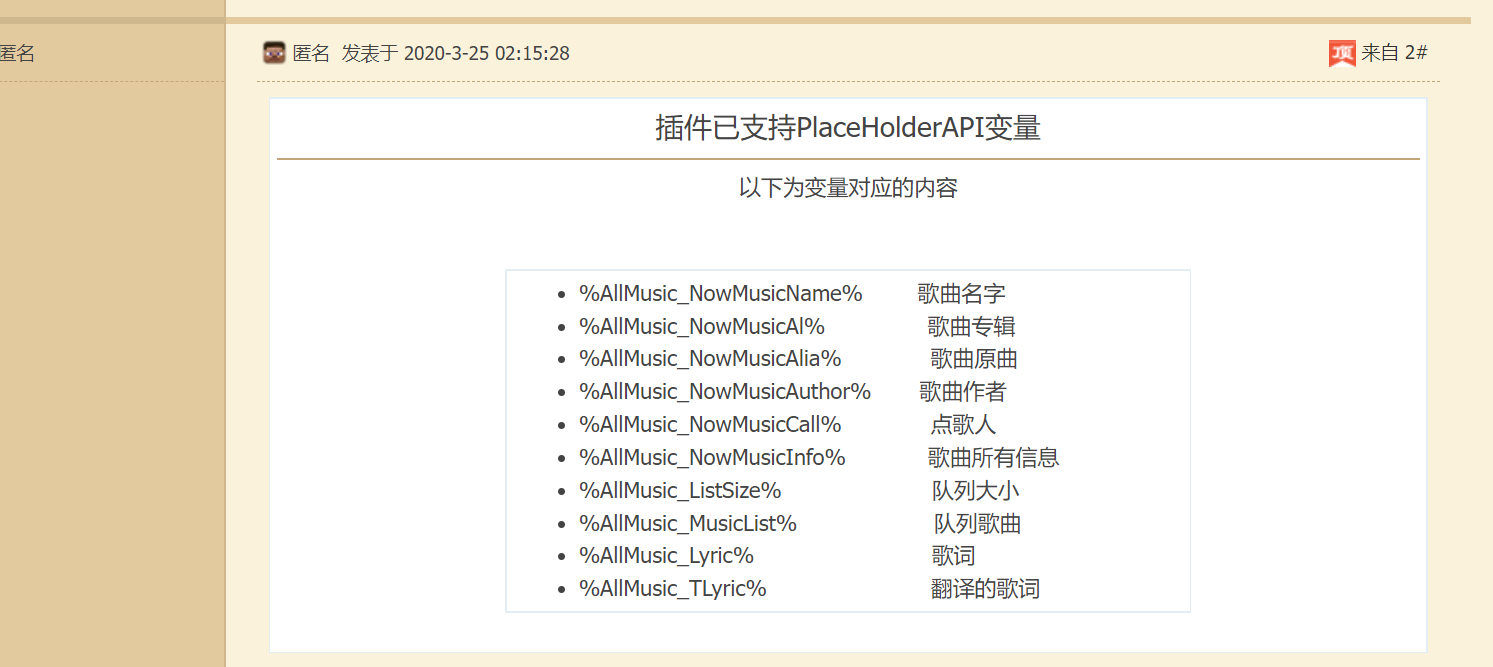 匿名
匿名 发表于 2020-3-25 02:15:28
顶 来自 2#
插件已支持PlaceHolderAPI变量
以下为变量对应的内容
%AllMusic_NowMusicName% 歌曲名字
%AllMusic_NowMusicAl% 歌曲专辑
%AllMusic_NowMusicAlia% 歌曲原曲
%AllMusic_NowMusicAuthor% 歌曲作者
%AllMusic_NowMusicCall% 点歌人
%AllMusic_NowMusicInfo% 歌曲所有信息
%AllMusic_ListSize% 队列大小
%AllMusic_MusicList% 队列歌曲
%AllMusic_Lyric% 歌词
%AllMusic_TLyric% 翻译的歌词